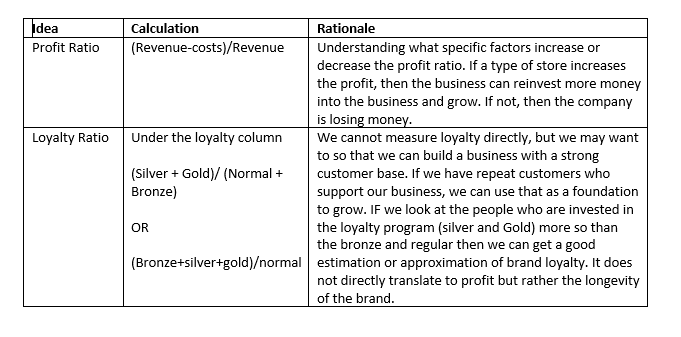 Idea Calculation Rationale
Profit Ratio (Revenue-costs)/Revenue Understanding what specific factors increase or
decrease the profit ratio. If a type of store increases
the profit, then the business can reinvest more money
into the business and grow. If not, then the company
is losing money.
Loyalty Ratio Under the loyalty column We cannot measure loyalty directly, but we may want
to so that we can build a business with a strong
(Silver + Gold)/ (Normal + customer base. If we have repeat customers who
Bronze) support our business, we can use that as a foundation
to grow. IF we look at the people who are invested in
OR the loyalty program (silver and Gold) more so than
the bronze and regular then we can get a good
(Bronze+silver+gold)/normal estimation or approximation of brand loyalty. It does
not directly translate to profit but rather the longevity
of the brand.